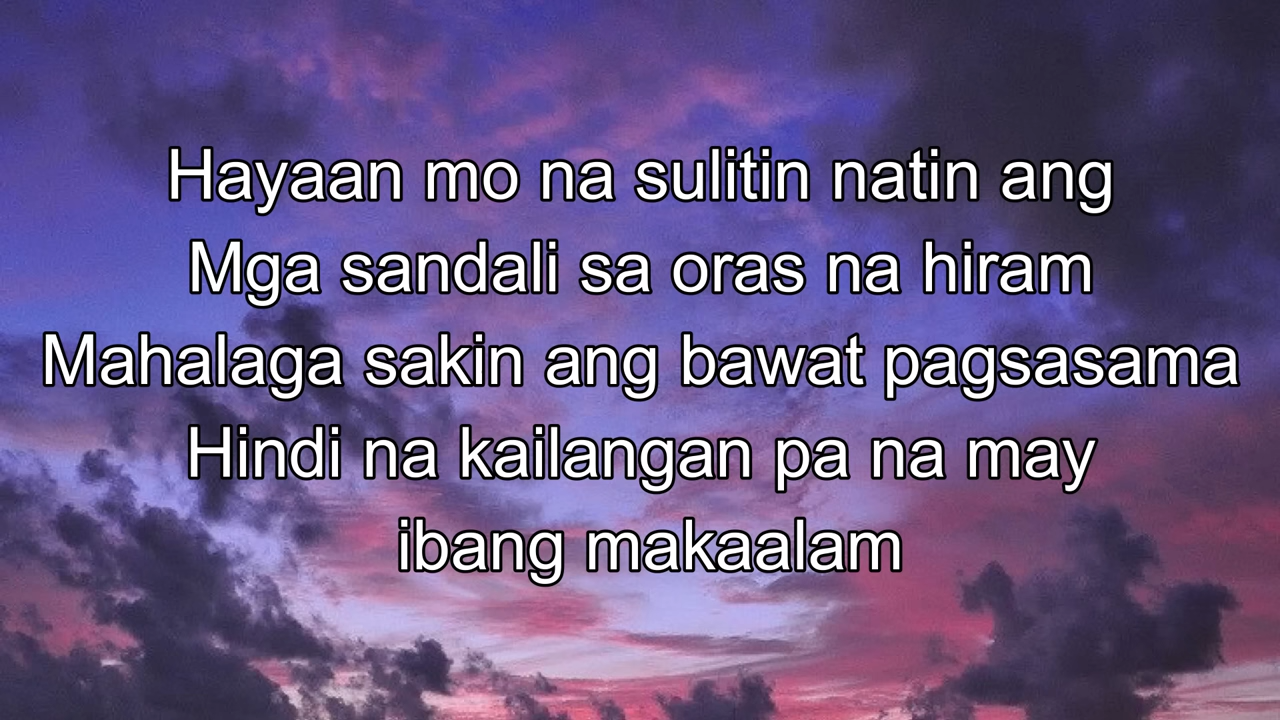 Hayaan mo na sulitin natin ang
Mga sandali sa oras na hiram
Mahalaga sakin ang bawat pagsasama
Hindi na kailangan pa na may
ibang makaalam